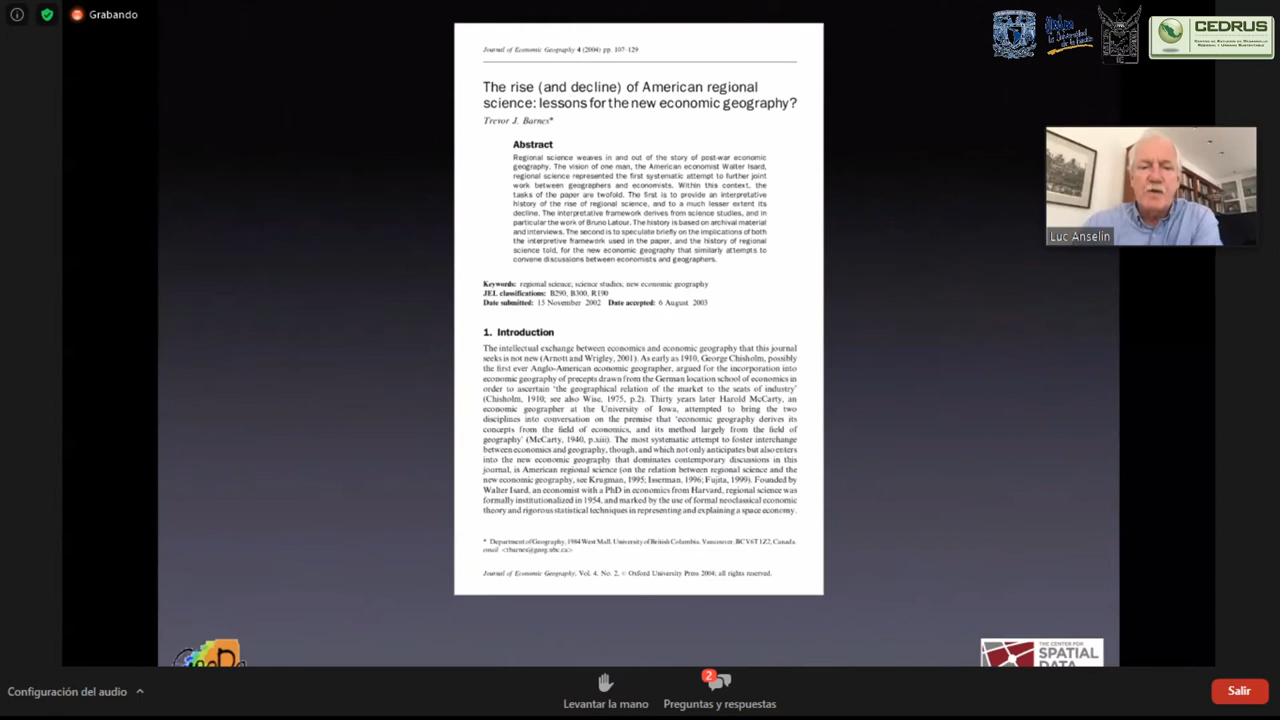 Grabando
CEDRUS
Journal of Economic Geography 4 (2004) pp. 107–129
The rise (and decline) of American regional
science: lessons for the new economic geography?
Trevor J. Barnes*
Abstract
Regional science weaves in and out of the story of post-war economic
geography. The vision of one man, the American economist Walter Isard,
regional science represented the first systematic attempt to further joint
work between geographers and economists. Within this context, the
tasks of the paper are twofold. The first is to provide an interpretative
history of the rise of regional science, and to a much lesser extent its
decline. The interpretative framework derives from science studies, and in
particular the work of Bruno Latour. The history is based on archival material
and interviews. The second is to speculate briefly on the implications of both
the interpretive framework used in the paper, and the history of regional
science told, for the new economic geography that similarly attempts to
convene discussions between economists and geographers.
Keywords: regional science, science studies, new economic geography
JEL classifications: B290, B300, R190
Date submitted: 15 November 2002 Date accepted: 6 August 2003
1. Introduction
The intellectual exchange between economics and economic geography that this journal
seeks is not new (Arnott and Wrigley, 2001). As early as 1910, George Chisholm, possibly
the first ever Anglo-American economic geographer, argued for the incorporation into
economic geography of precepts drawn from the German location school of economics in
order to ascertain ‘the geographical relation of the market to the seats of industry’
(Chisholm, 1910; see also Wise, 1975, p.2). Thirty years later Harold McCarty, an
economic geographer at the University of Iowa, attempted to bring the two
disciplines into conversation on the premise that ‘economic geography derives its
concepts from the field of economics, and its method largely from the field of
geography’ (McCarty, 1940, p.xiii). The most systematic attempt to foster interchange
between economics and geography, though, and which not only anticipates but also enters
into the new economic geography that dominates contemporary discussions in this
journal, is American regional science (on the relation between regional science and the
new economic geography, see Krugman, 1995; Isserman, 1996; Fujita, 1999). Founded by
Walter Isard, an economist with a PhD in economics from Harvard, regional science was
formally institutionalized in 1954, and marked by the use of formal neoclassical economic
theory and rigorous statistical techniques in representing and explaining a space economy.
* Department of Geography, 1984 West Mall, University of British Columbia, Vancouver, BC V6T 1Z2, Canada.
email <tbarnes@geog.ubc.ca>
Journal of Economic Geography, Vol. 4, No. 2, © Oxford University Press 2004; all rights reserved.
Luc Anselin
THE CENTER FOR
SPATIAL
DATA
Configuración del audio
Levantar la mano
2
Preguntas y respuestas
Salir